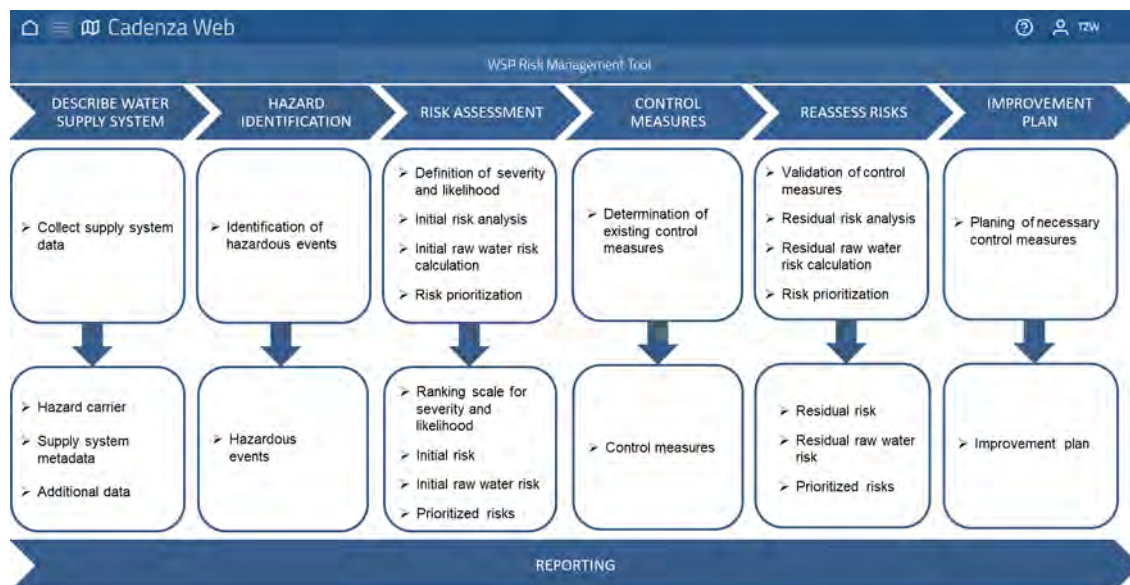 Cadenza Web
TZW
WSP Risk Management Tool
DESCRIBE WATER
SUPPLY SYSTEM
HAZARD
IDENTIFICATION
RISK ASSESSMENT
CONTROL
MEASURES
REASSESS RISKS
IMPROVEMENT
PLAN
➢ Collect supply system
data
➢ Identification of
hazardous events
➢ Definition of severity
and likelihood
➢ Initial risk analysis
➢ Initial raw water risk
calculation
➢ Risk prioritization
➢ Determination of
existing control
measures
➢ Validation of control
measures
➢ Residual risk analysis
➢ Residual raw water
risk calculation
➢ Risk prioritization
➢ Planing of necessary
control measures
➢ Hazard carrier
➢ Supply system
metadata
➢ Additional data
➢ Hazardous
events
➢ Ranking scale for
severity and
likelihood
➢ Initial risk
➢ Initial raw water risk
➢ Prioritized risks
➢ Control measures
➢ Residual risk
➢ Residual raw water
risk
➢ Prioritized risks
➢ Improvement plan
REPORTING